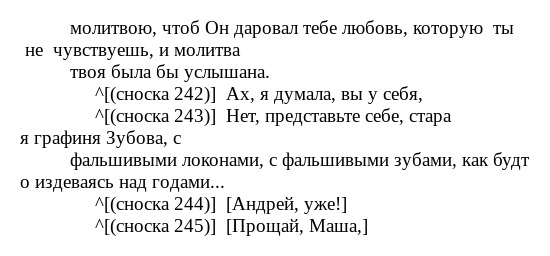 молитвою, чтоб Он даровал тебе любовь, которую  ты
не  чувствуешь, и молитва
твоя была бы услышана.
^[(сноска 242)]  Ах, я думала, вы у себя,
^[(сноска 243)]  Нет, представьте себе, стара
я графиня Зубова, с
фальшивыми локонами, с фальшивыми зубами, как будт
о издеваясь над годами...
^[(сноска 244)]  [Андрей, уже!]
^[(сноска 245)]  [Прощай, Маша,]